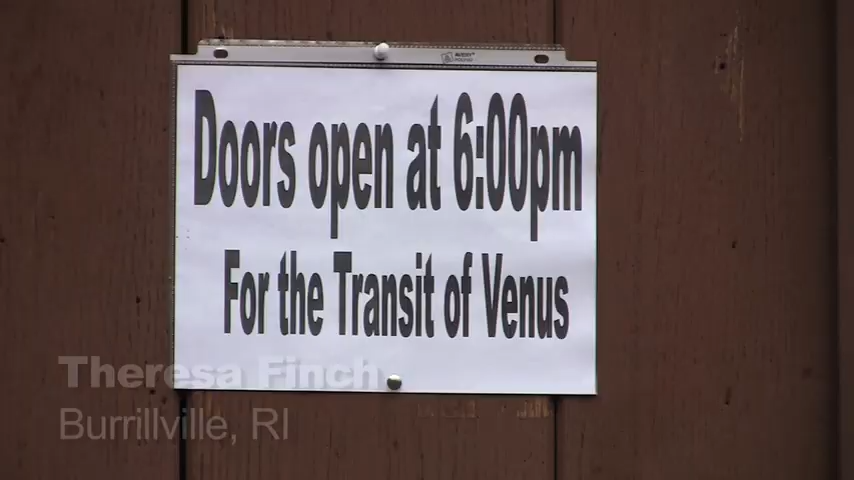 Doors open at 6:00pm
For the Transit of Venus
Theresa Finch
Burrillville, RI